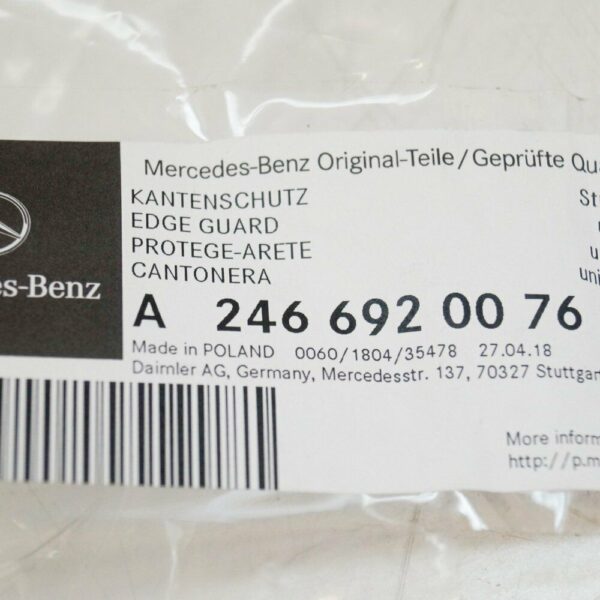 Mercedes-Benz Original-Teile/Geprüfte Qu
KANTENSCHUTZ
EDGE GUARD
PROTEGE-ARETE
CANTONERA
es-Benz
A 246 692 00 76
Made in POLAND 0060/1804/35478 27.04.18
Daimler AG, Germany, Mercedesstr. 137, 70327 Stuttgar
More inform
http://p.m